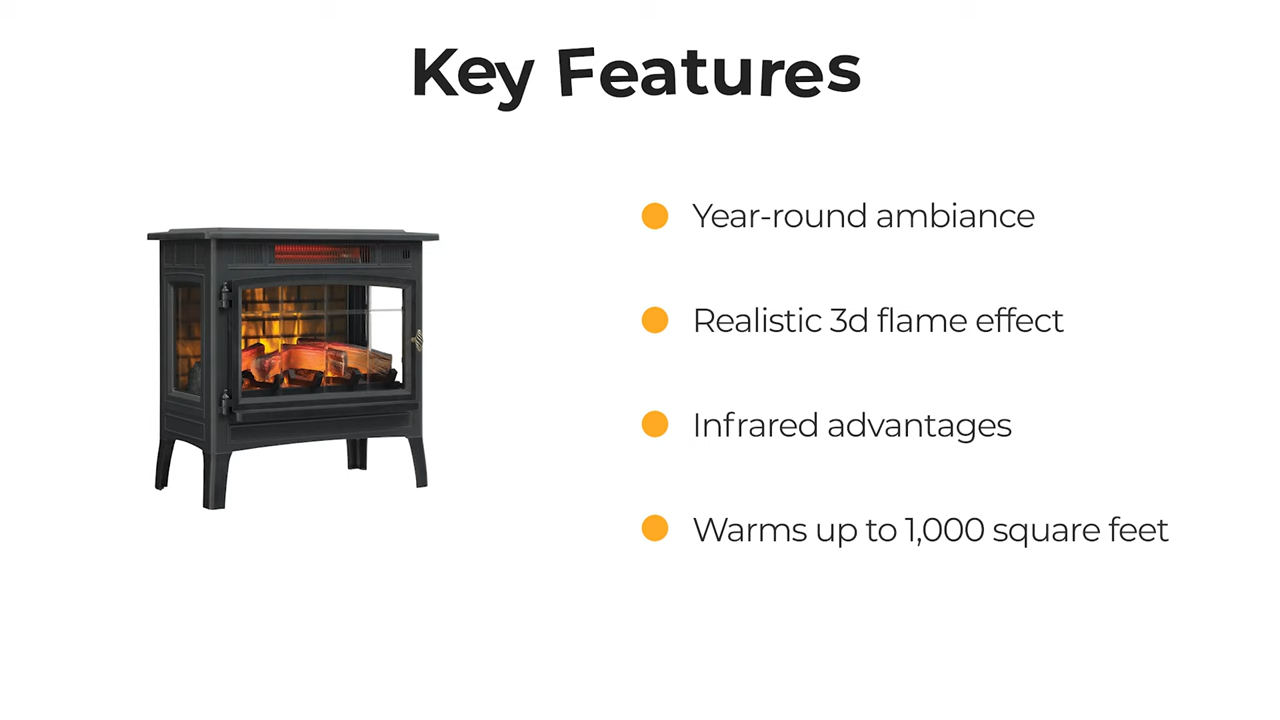 Key Features
Year-round ambiance
Realistic 3d flame effect
Infrared advantages
Warms up to 1,000 square feet